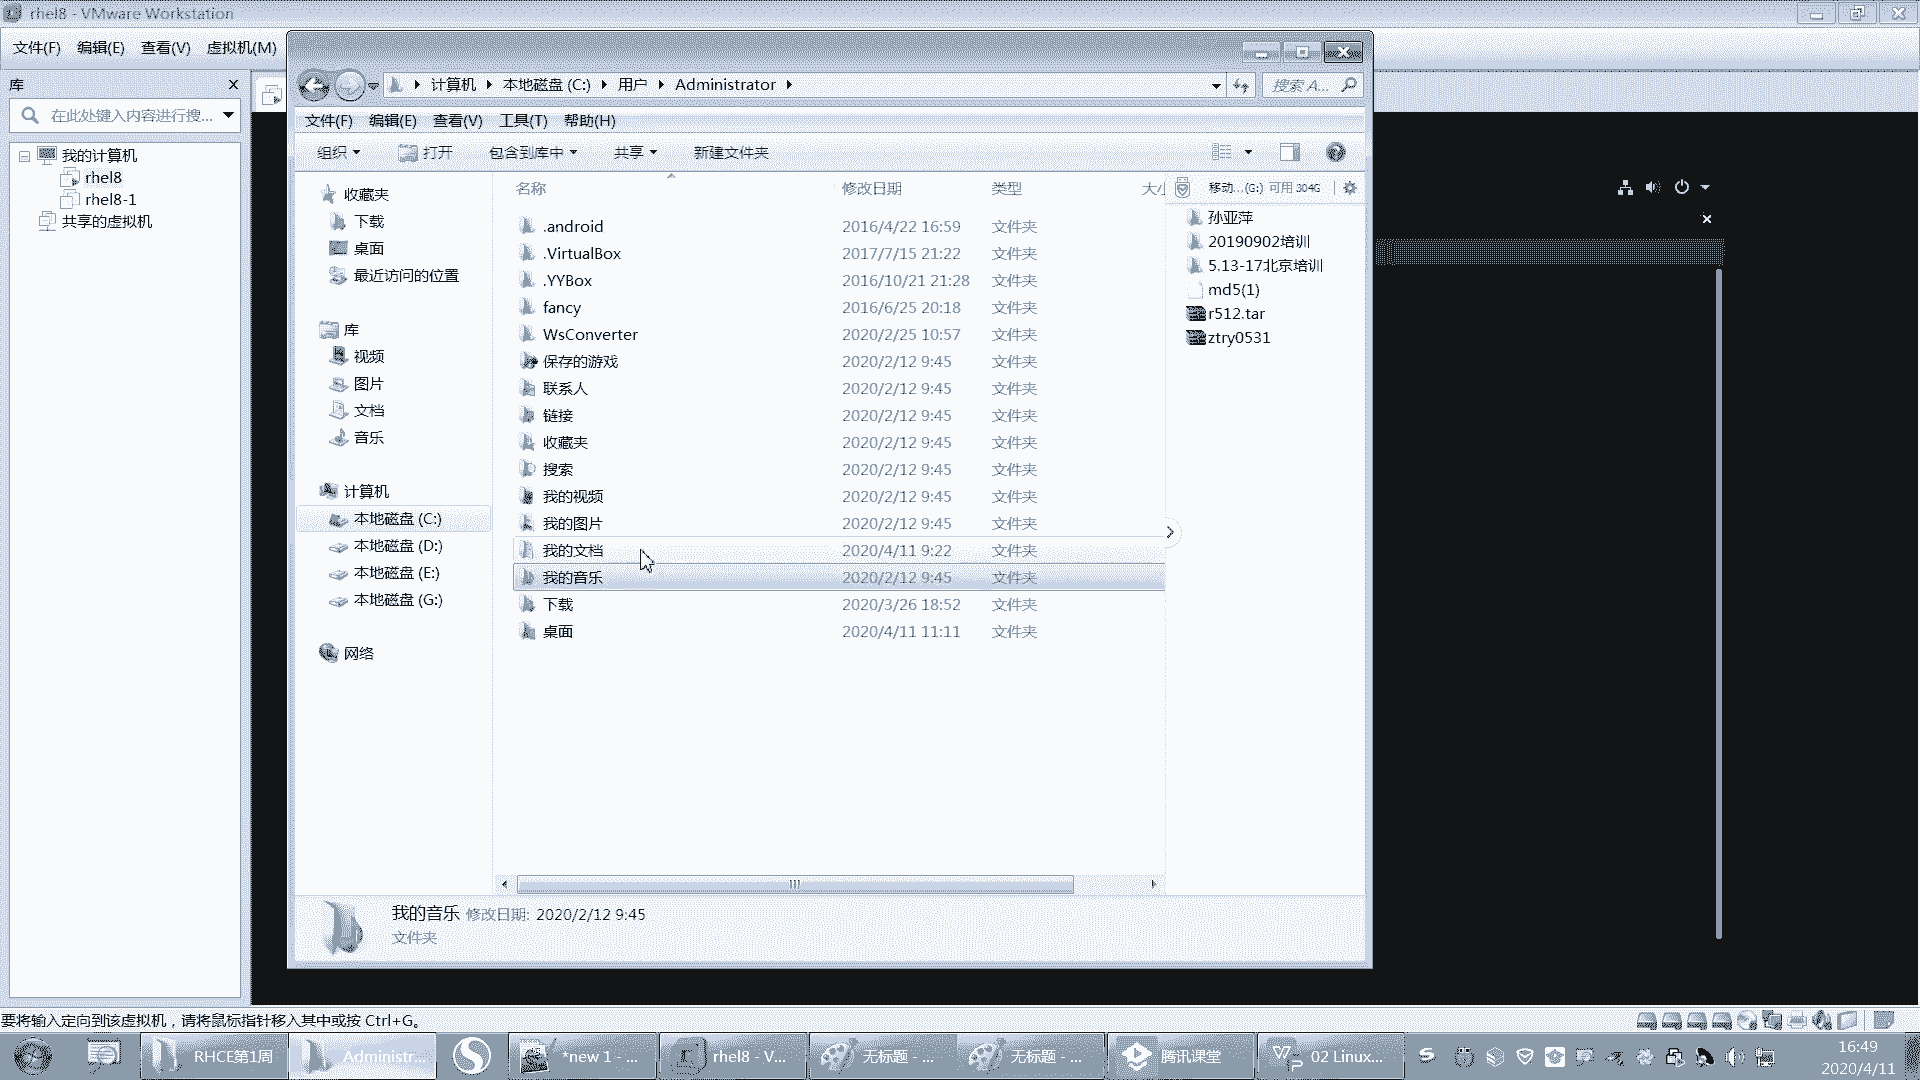 rhel8 - VMware Workstation
文件(F) 编辑(E) 查看(V) 虚拟机(M)
库
在此处键入内容进行搜...
我的计算机
rhel8
rhel8-1
共享的虚拟机
计算机 本地磁盘 (C:) 用户 Administrator
搜索 A...
文件(F) 编辑(E) 查看(V) 工具(T) 帮助(H)
组织 打开 包含到库中 共享 新建文件夹
收藏夹
下载
桌面
最近访问的位置
库
视频
图片
文档
音乐
计算机
本地磁盘 (C:)
本地磁盘 (D:)
本地磁盘 (E:)
本地磁盘 (G:)
网络
名称 修改日期 类型
.android 2016/4/22 16:59 文件夹
.VirtualBox 2017/7/15 21:22 文件夹
.YYBox 2016/10/21 21:28 文件夹
fancy 2016/6/25 20:18 文件夹
WsConverter 2020/2/25 10:57 文件夹
保存的游戏 2020/2/12 9:45 文件夹
联系人 2020/2/12 9:45 文件夹
链接 2020/2/12 9:45 文件夹
收藏夹 2020/2/12 9:45 文件夹
搜索 2020/2/12 9:45 文件夹
我的视频 2020/2/12 9:45 文件夹
我的图片 2020/2/12 9:45 文件夹
我的文档 2020/4/11 9:22 文件夹
我的音乐 2020/2/12 9:45 文件夹
下载 2020/3/26 18:52 文件夹
桌面 2020/4/11 11:11 文件夹
移动...(G:) 可用 304G
孙亚萍
20190902培训
5.13-17北京培训
md5(1)
r512.tar
ztry0531
我的音乐 修改日期: 2020/2/12 9:45
文件夹
要将输入定向到该虚拟机，请将鼠标指针移入其中或按 Ctrl+G。
RHCE第1周 Administr... *new 1 - ... rhel8 - V... 无标题 - ... 无标题 - ... 腾讯课堂 02 Linux...
16:49
2020/4/11